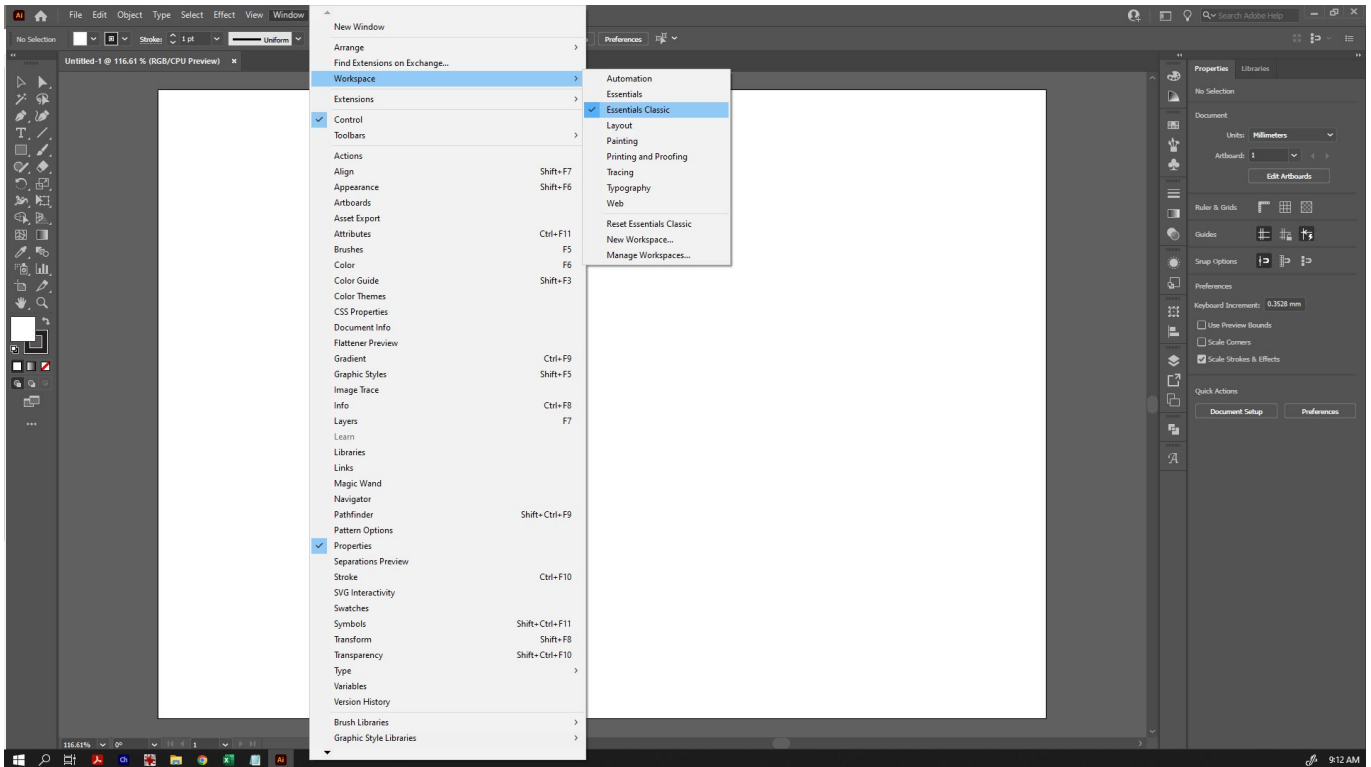 Ai File Edit Object Type Select Effect View Window
Search Adobe Help
No Selection Stroke: 1 pt Uniform Preferences
Untitled-1 @ 116.61 % (RGB/CPU Preview) ×
New Window
Arrange
Find Extensions on Exchange...
Workspace
Extensions
Control
Toolbars
Actions
Align Shift+F7
Appearance Shift+F6
Artboards
Asset Export
Attributes Ctrl+F11
Brushes F5
Color F6
Color Guide Shift+F3
Color Themes
CSS Properties
Document Info
Flattener Preview
Gradient Ctrl+F9
Graphic Styles Shift+F5
Image Trace
Info Ctrl+F8
Layers F7
Learn
Libraries
Links
Magic Wand
Navigator
Pathfinder Shift+Ctrl+F9
Pattern Options
Properties
Separations Preview
Stroke Ctrl+F10
SVG Interactivity
Swatches
Symbols Shift+Ctrl+F11
Transform Shift+F8
Transparency Shift+Ctrl+F10
Type
Variables
Version History
Brush Libraries
Graphic Style Libraries
Automation
Essentials
Essentials Classic
Layout
Painting
Printing and Proofing
Tracing
Typography
Web
Reset Essentials Classic
New Workspace...
Manage Workspaces...
Properties Libraries
No Selection
Document
Units: Millimeters
Artboard: 1
Edit Artboards
Ruler & Grids
Guides
Snap Options
Preferences
Keyboard Increment: 0.3528 mm
Use Preview Bounds
Scale Corners
Scale Strokes & Effects
Quick Actions
Document Setup Preferences
116.61% 0° 1
Ch Ai 9:12 AM